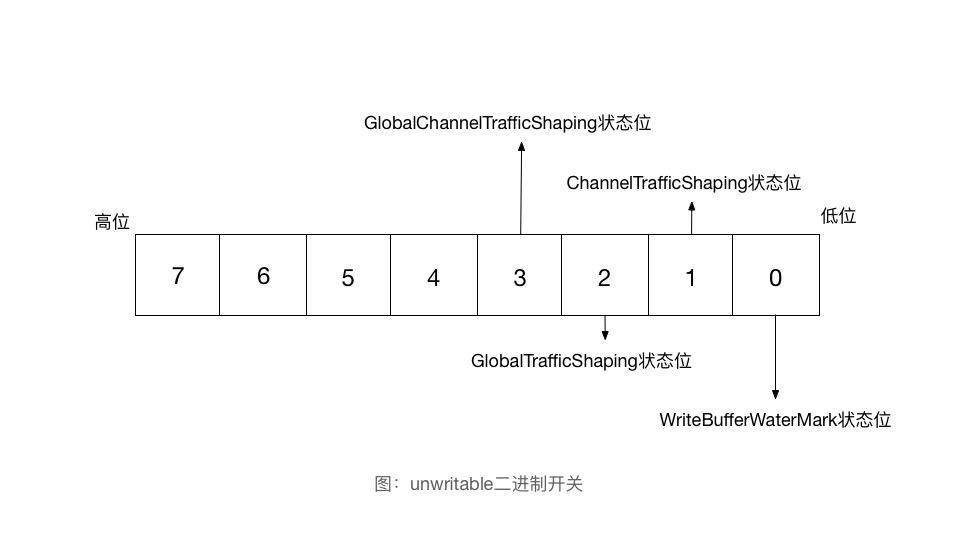 GlobalChannelTrafficShaping状态位
ChannelTrafficShaping状态位
高位
低位
7 6 5 4 3 2 1 0
GlobalTrafficShaping状态位
WriteBufferWaterMark状态位
图：unwritable二进制开关